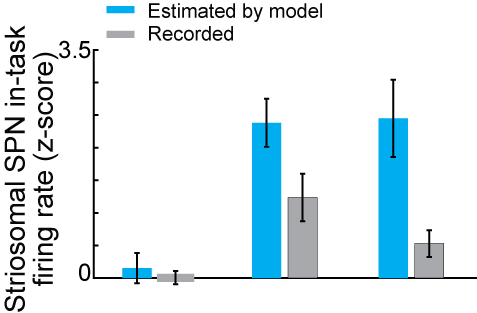 Estimated by model
Recorded
3.5
0
Striosomal SPN in-task
firing rate (z-score)